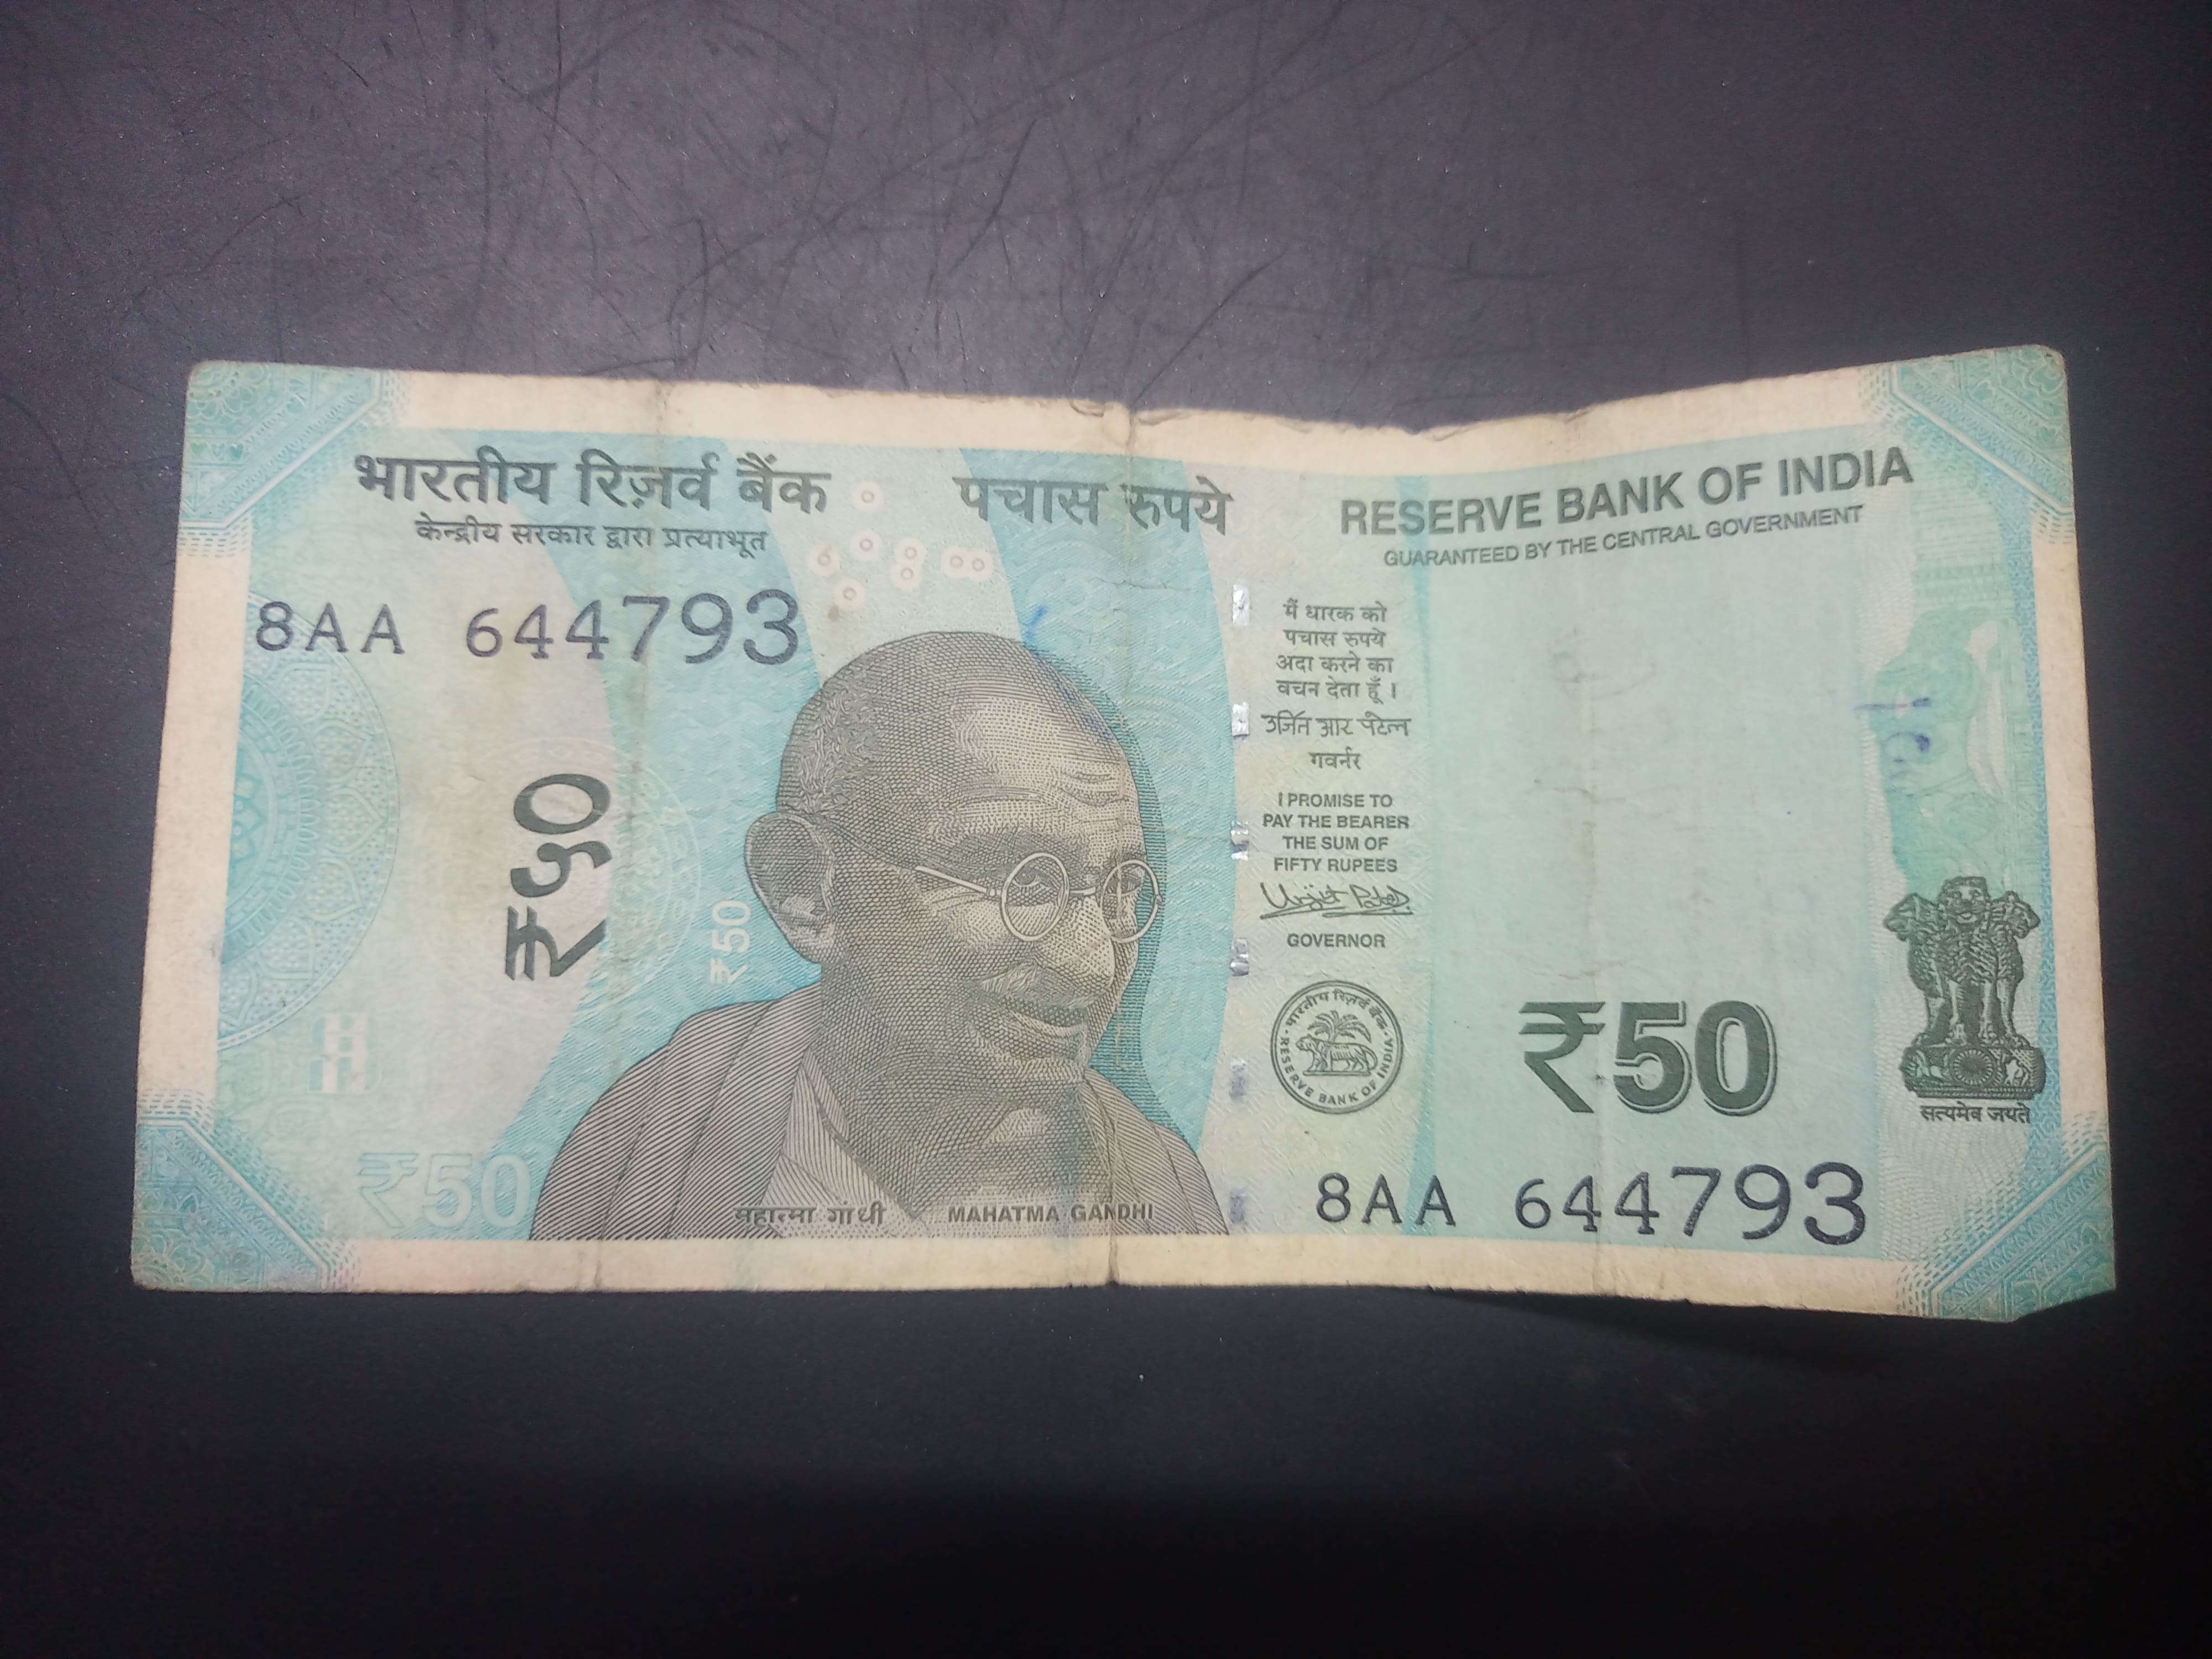 भारतीय रिज़र्व बैंक
केन्द्रीय सरकार द्वारा प्रत्याभूत
पचास रुपये
RESERVE BANK OF INDIA
GUARANTEED BY THE CENTRAL GOVERNMENT
8AA 644793
₹५०
₹50
₹50
महात्मा गांधी MAHATMA GANDHI
मैं धारक को
पचास रुपये
अदा करने का
वचन देता हूँ ।
उर्जित आर पटेल
गवर्नर
I PROMISE TO
PAY THE BEARER
THE SUM OF
FIFTY RUPEES
Urjit Patel
GOVERNOR
भारतीय रिज़र्व बैंक
RESERVE BANK OF INDIA
₹50
सत्यमेव जयते
8AA 644793